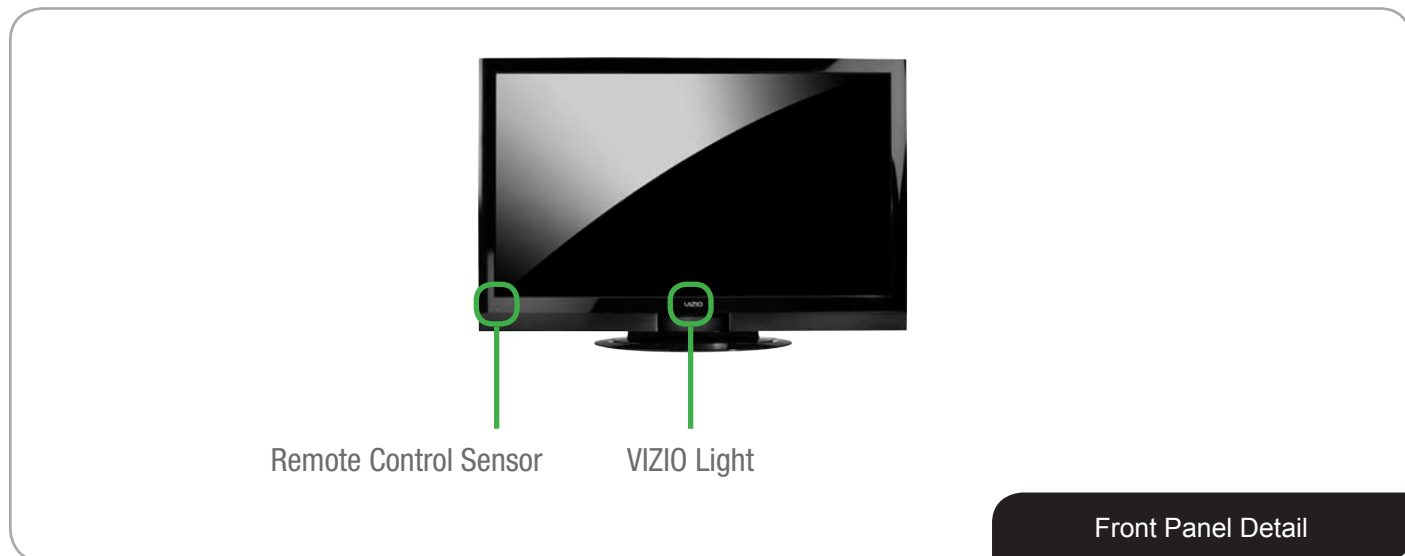 VIZIO
Remote Control Sensor
VIZIO Light
Front Panel Detail